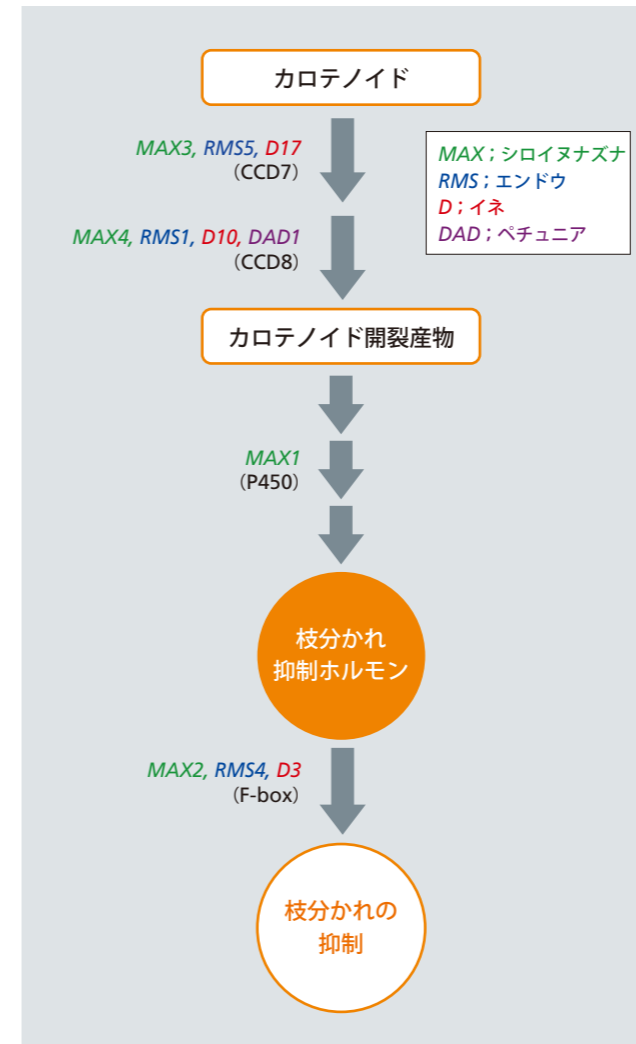 カロテノイド
MAX3, RMS5, D17
（CCD7）
MAX；シロイヌナズナ
RMS；エンドウ
D；イネ
DAD；ペチュニア
MAX4, RMS1, D10, DAD1
（CCD8）
カロテノイド開裂産物
MAX1
（P450）
枝分かれ
抑制ホルモン
MAX2, RMS4, D3
（F-box）
枝分かれの
抑制